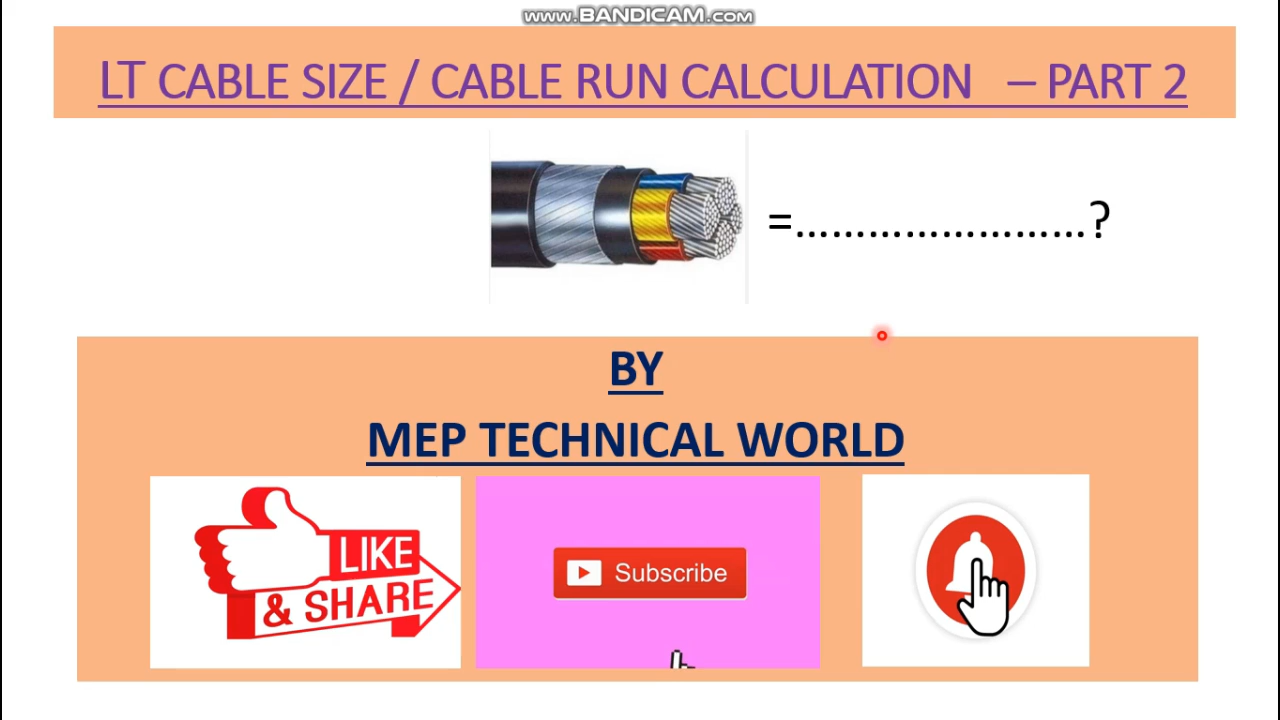 www.BANDICAM.com
LT CABLE SIZE / CABLE RUN CALCULATION – PART 2
=……………………?
BY
MEP TECHNICAL WORLD
LIKE
& SHARE
Subscribe